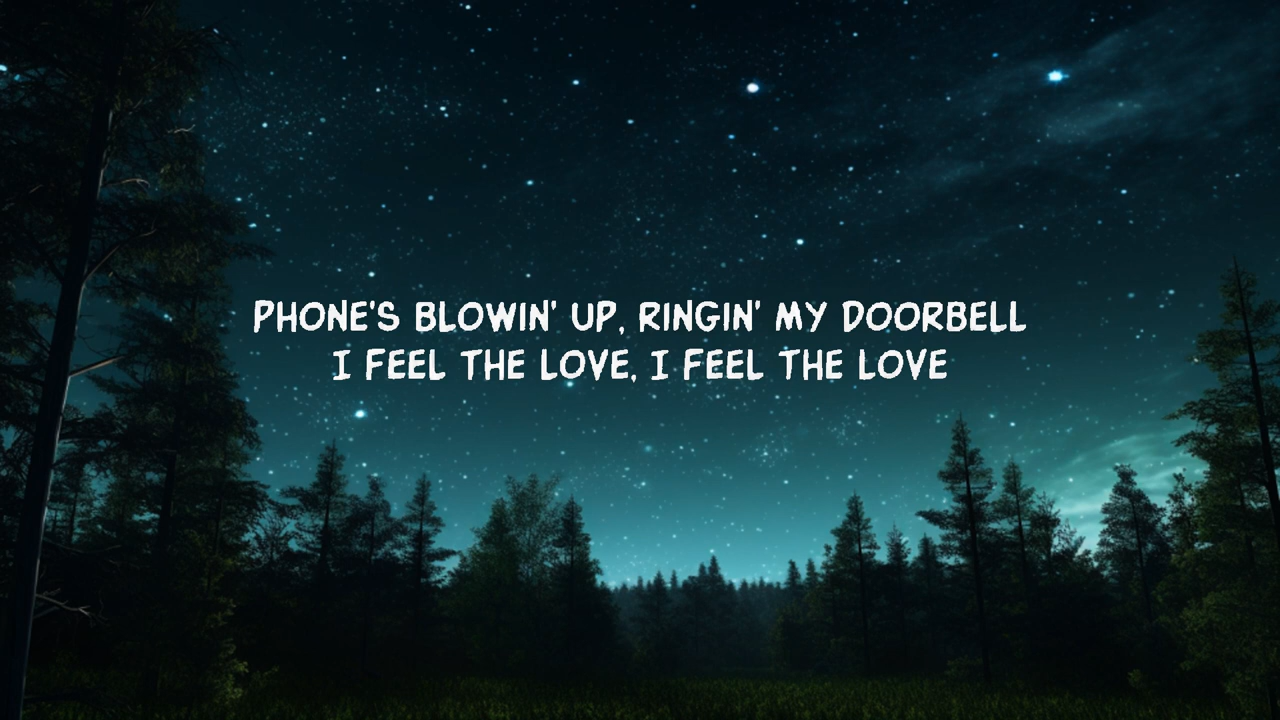 PHONE'S BLOWIN' UP, RINGIN' MY DOORBELL
I FEEL THE LOVE, I FEEL THE LOVE